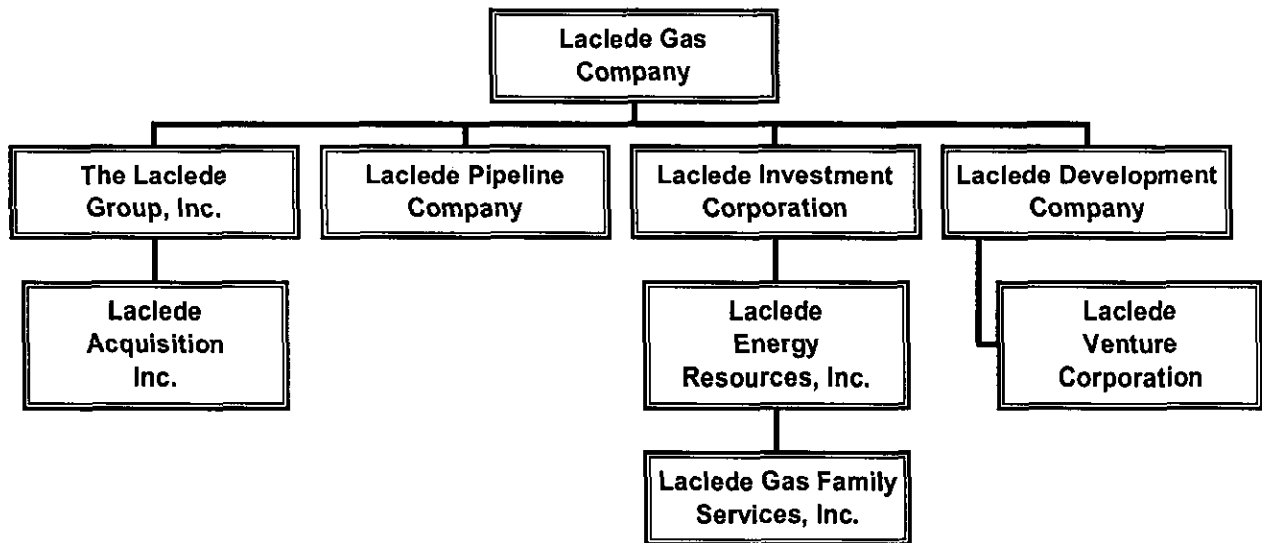 Laclede Gas
Company
The Laclede
Group, Inc.
Laclede Pipeline
Company
Laclede Investment
Corporation
Laclede Development
Company
Laclede
Acquisition
Inc.
Laclede
Energy
Resources, Inc.
Laclede
Venture
Corporation
Laclede Gas Family
Services, Inc.